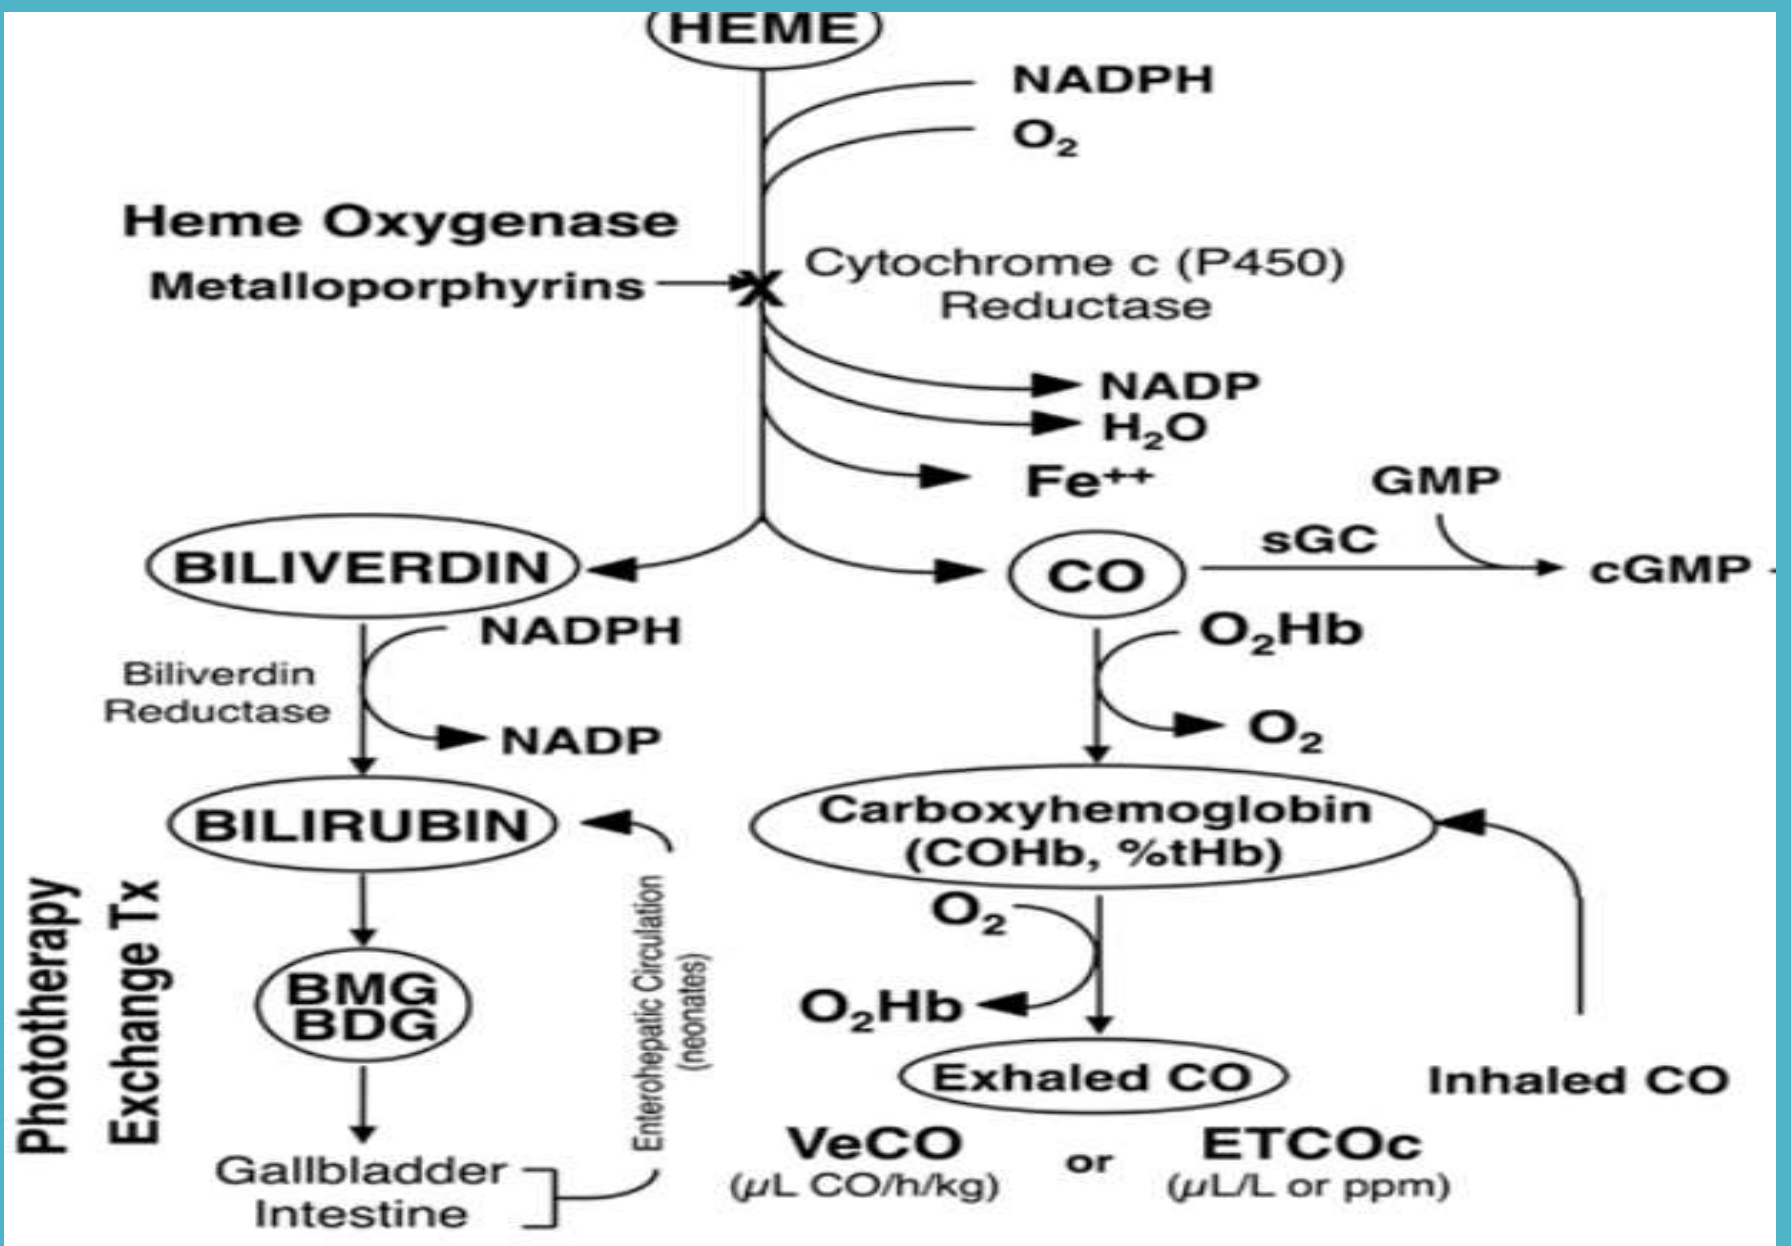 HEME
NADPH
O₂
Heme Oxygenase
Metalloporphyrins
X
Cytochrome c (P450)
Reductase
NADP
H₂O
Fe⁺⁺
GMP
sGC
BILIVERDIN
CO
cGMP
NADPH
O₂Hb
Biliverdin
Reductase
NADP
O₂
BILIRUBIN
Carboxyhemoglobin
(COHb, %tHb)
Phototherapy
Exchange Tx
O₂
BMG
BDG
Enterohepatic Circulation
(neonates)
O₂Hb
Exhaled CO
Inhaled CO
VeCO
or
ETCOc
(μL CO/h/kg)
(μL/L or ppm)
Gallbladder
Intestine